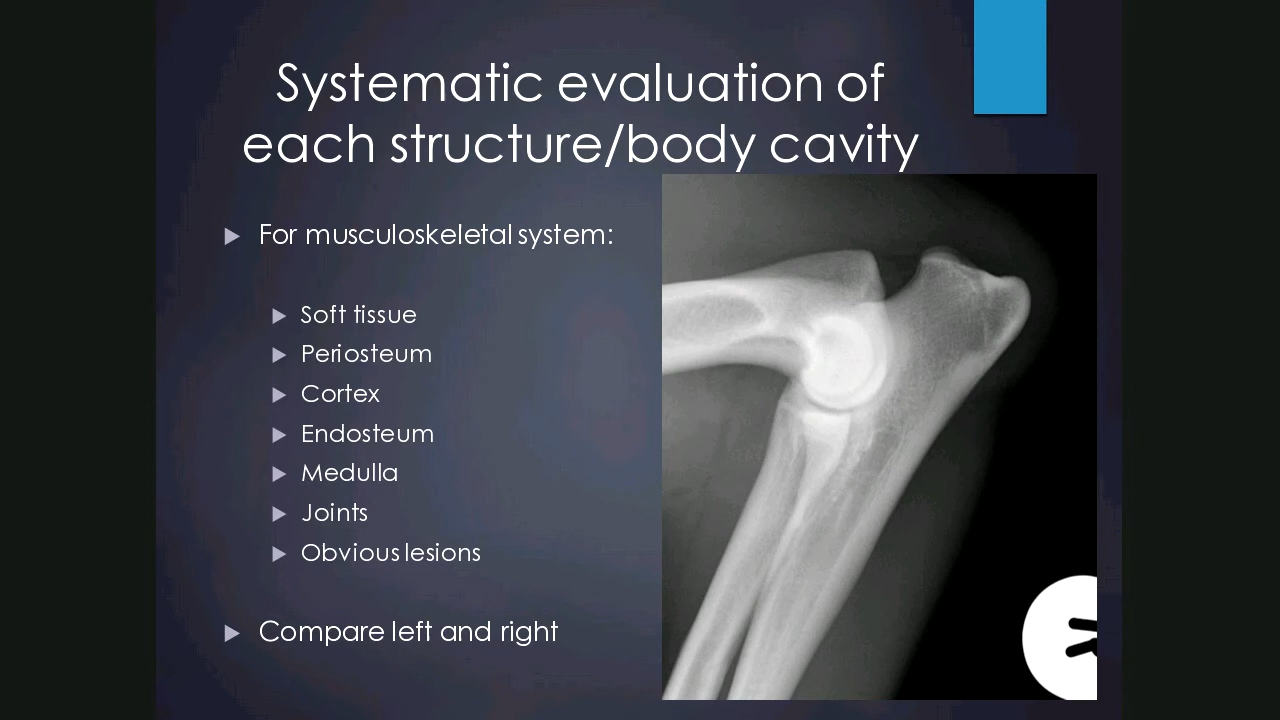 Systematic evaluation of
each structure/body cavity
For musculoskeletal system:
Soft tissue
Periosteum
Cortex
Endosteum
Medulla
Joints
Obvious lesions
Compare left and right